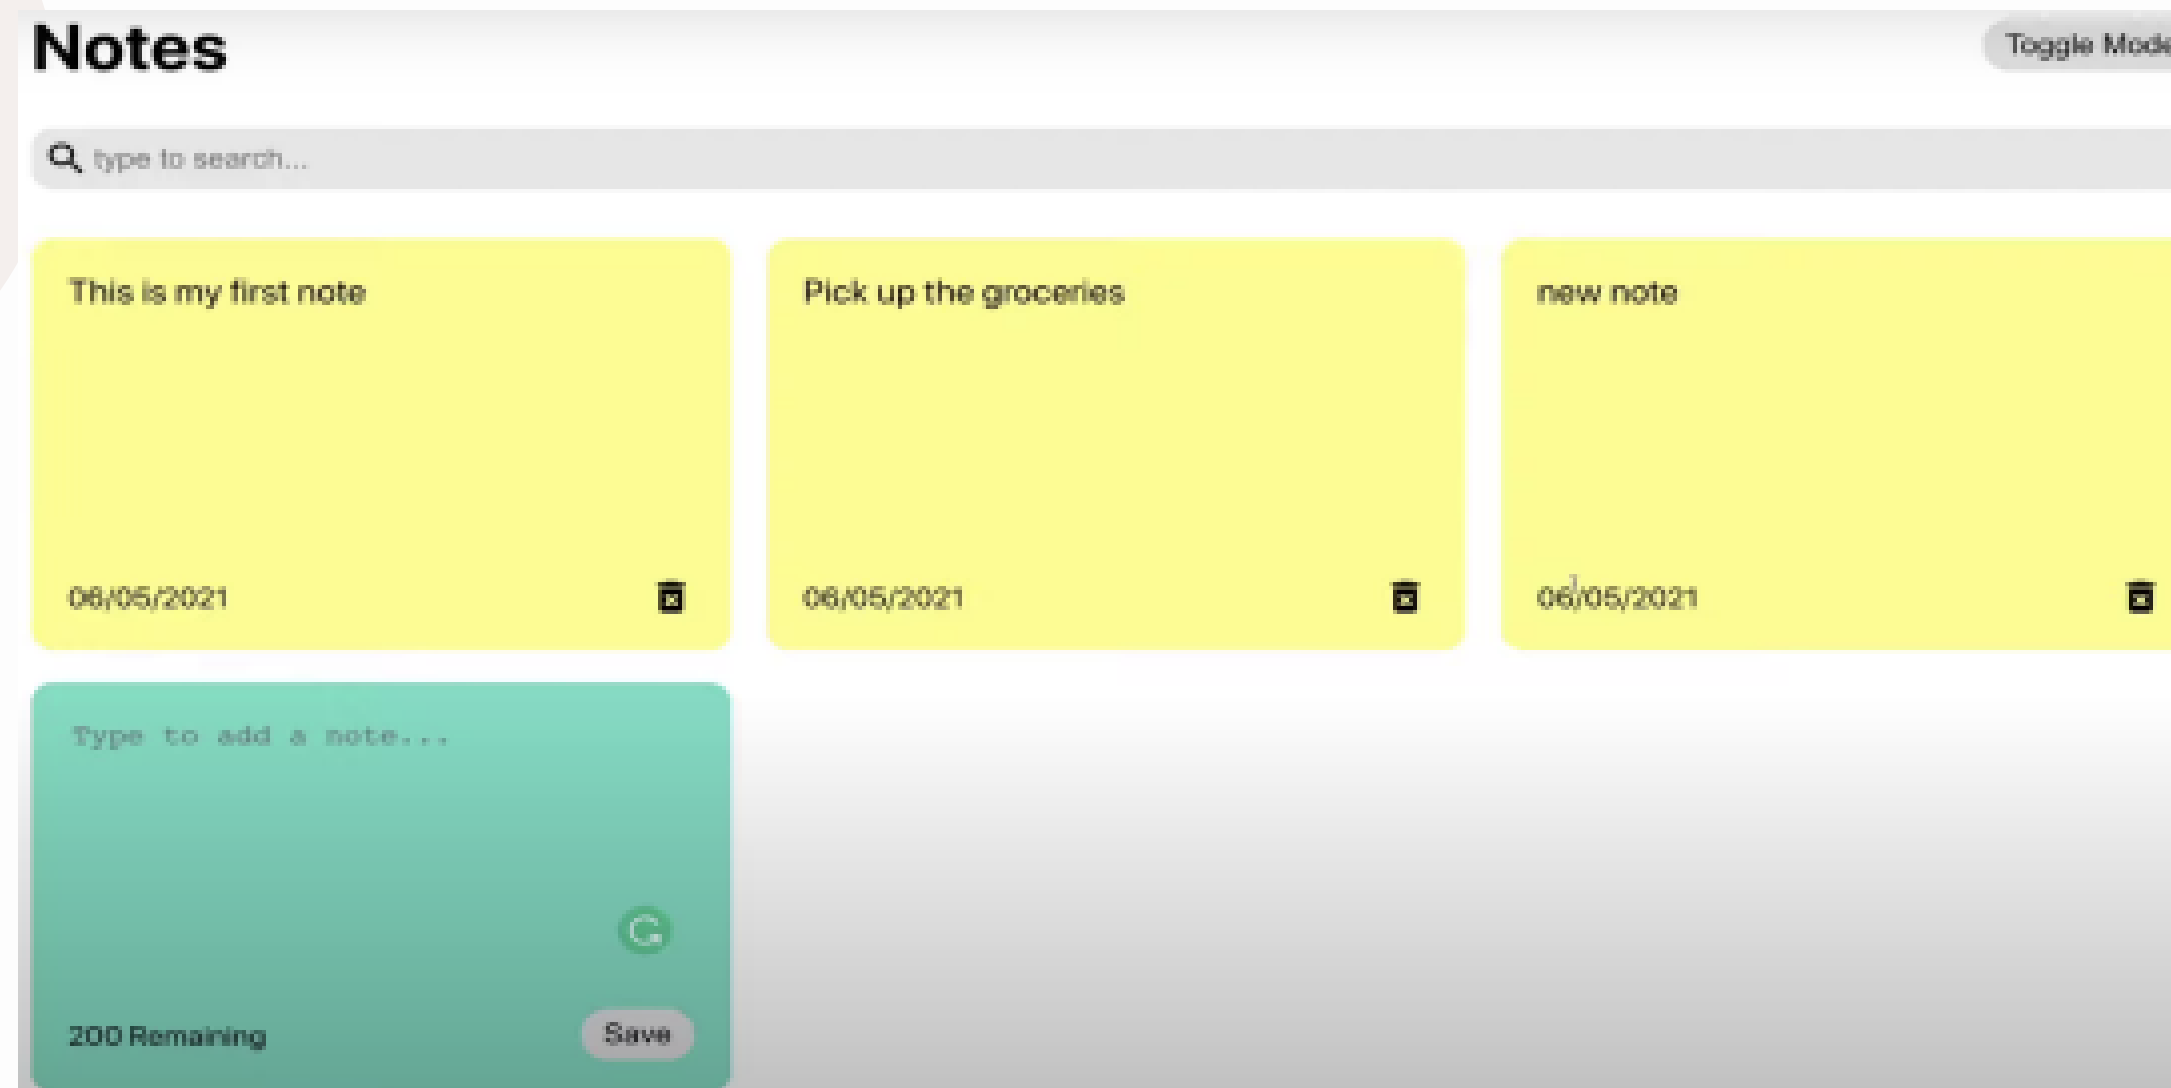 Notes
Toggle Mode
type to search...
This is my first note
Pick up the groceries
new note
06/05/2021
06/05/2021
06/05/2021
Type to add a note...
200 Remaining
Save